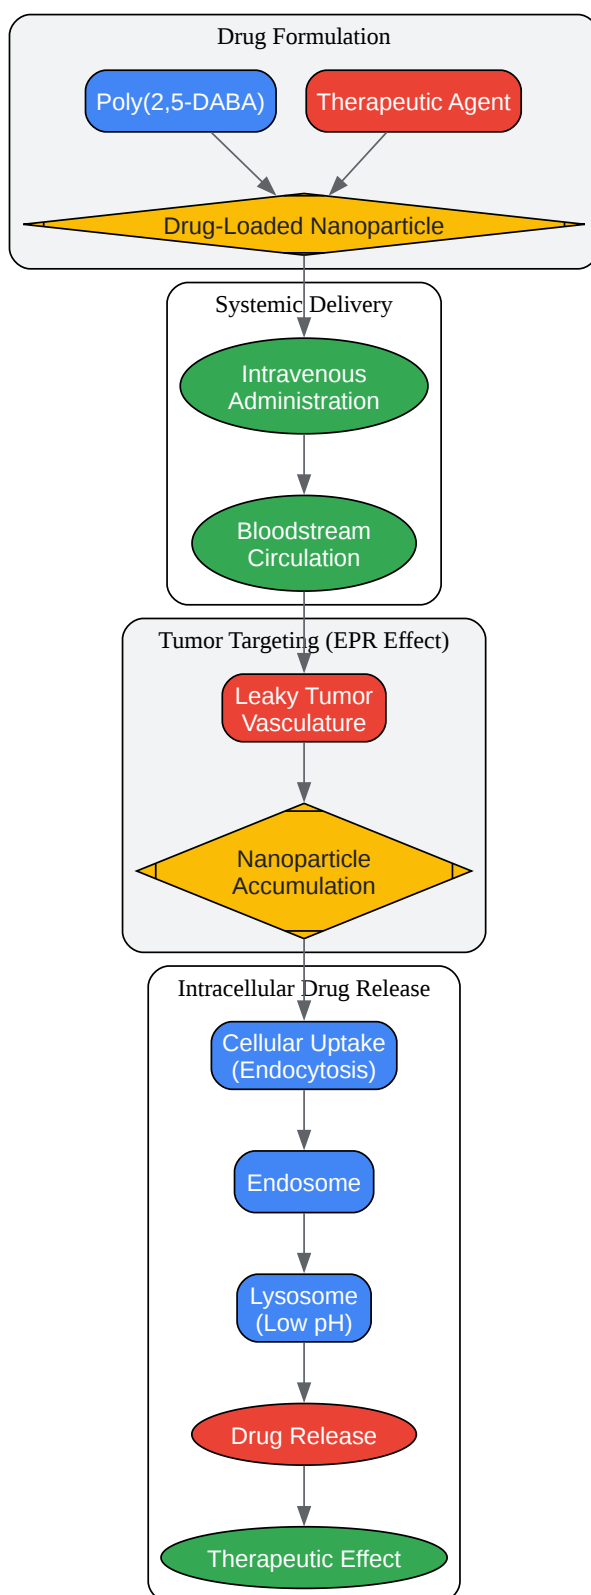 Drug Formulation
Poly(2,5-DABA)
Therapeutic Agent
Drug-Loaded Nanoparticle
Systemic Delivery
Intravenous
Administration
Bloodstream
Circulation
Tumor Targeting (EPR Effect)
Leaky Tumor
Vasculature
Nanoparticle
Accumulation
Intracellular Drug Release
Cellular Uptake
(Endocytosis)
Endosome
Lysosome
(Low pH)
Drug Release
Therapeutic Effect